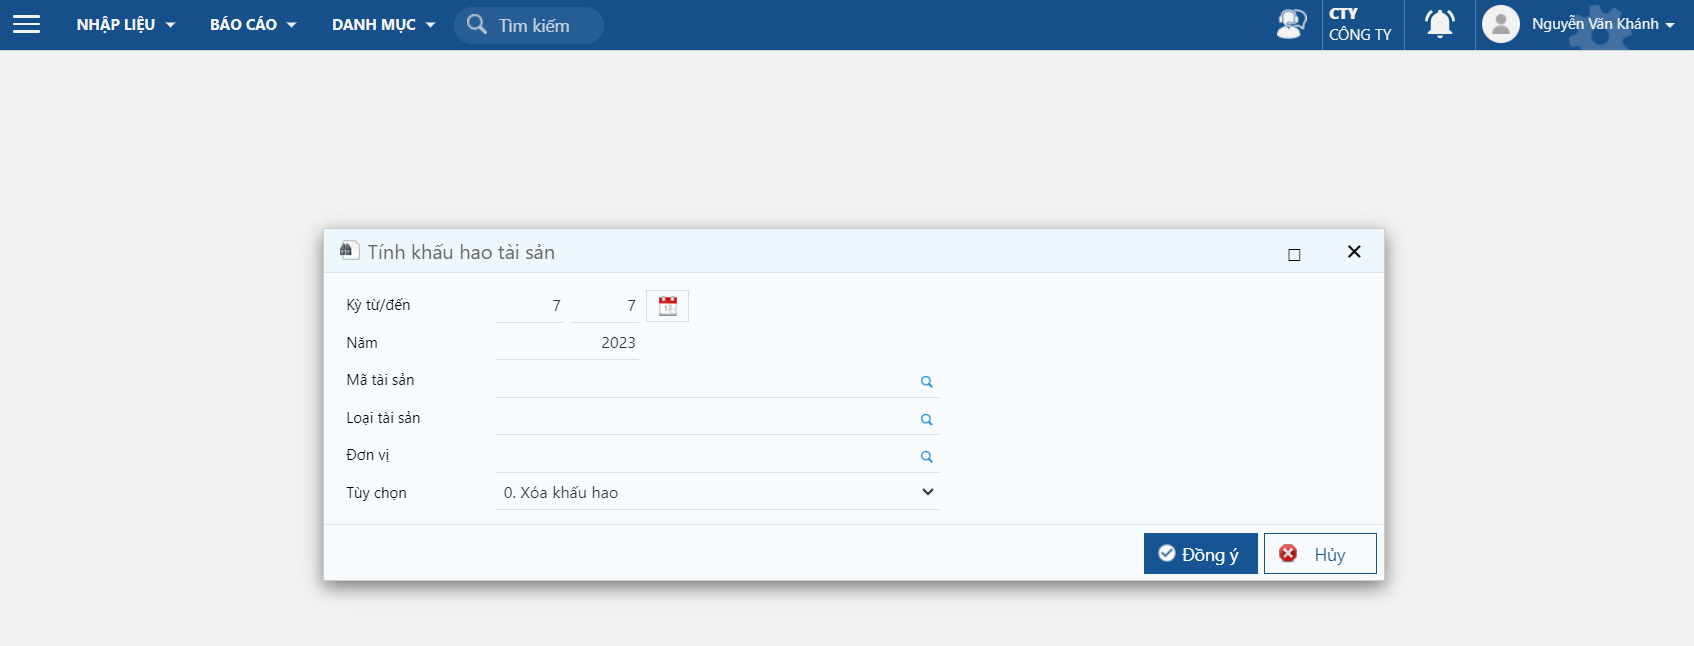 NHẬP LIỆU BÁO CÁO DANH MỤC Tìm kiếm CTY CÔNG TY Nguyễn Văn Khánh
Tính khấu hao tài sản
Kỳ từ/đến 7 7
Năm 2023
Mã tài sản
Loại tài sản
Đơn vị
Tùy chọn 0. Xóa khấu hao
Đồng ý Hủy